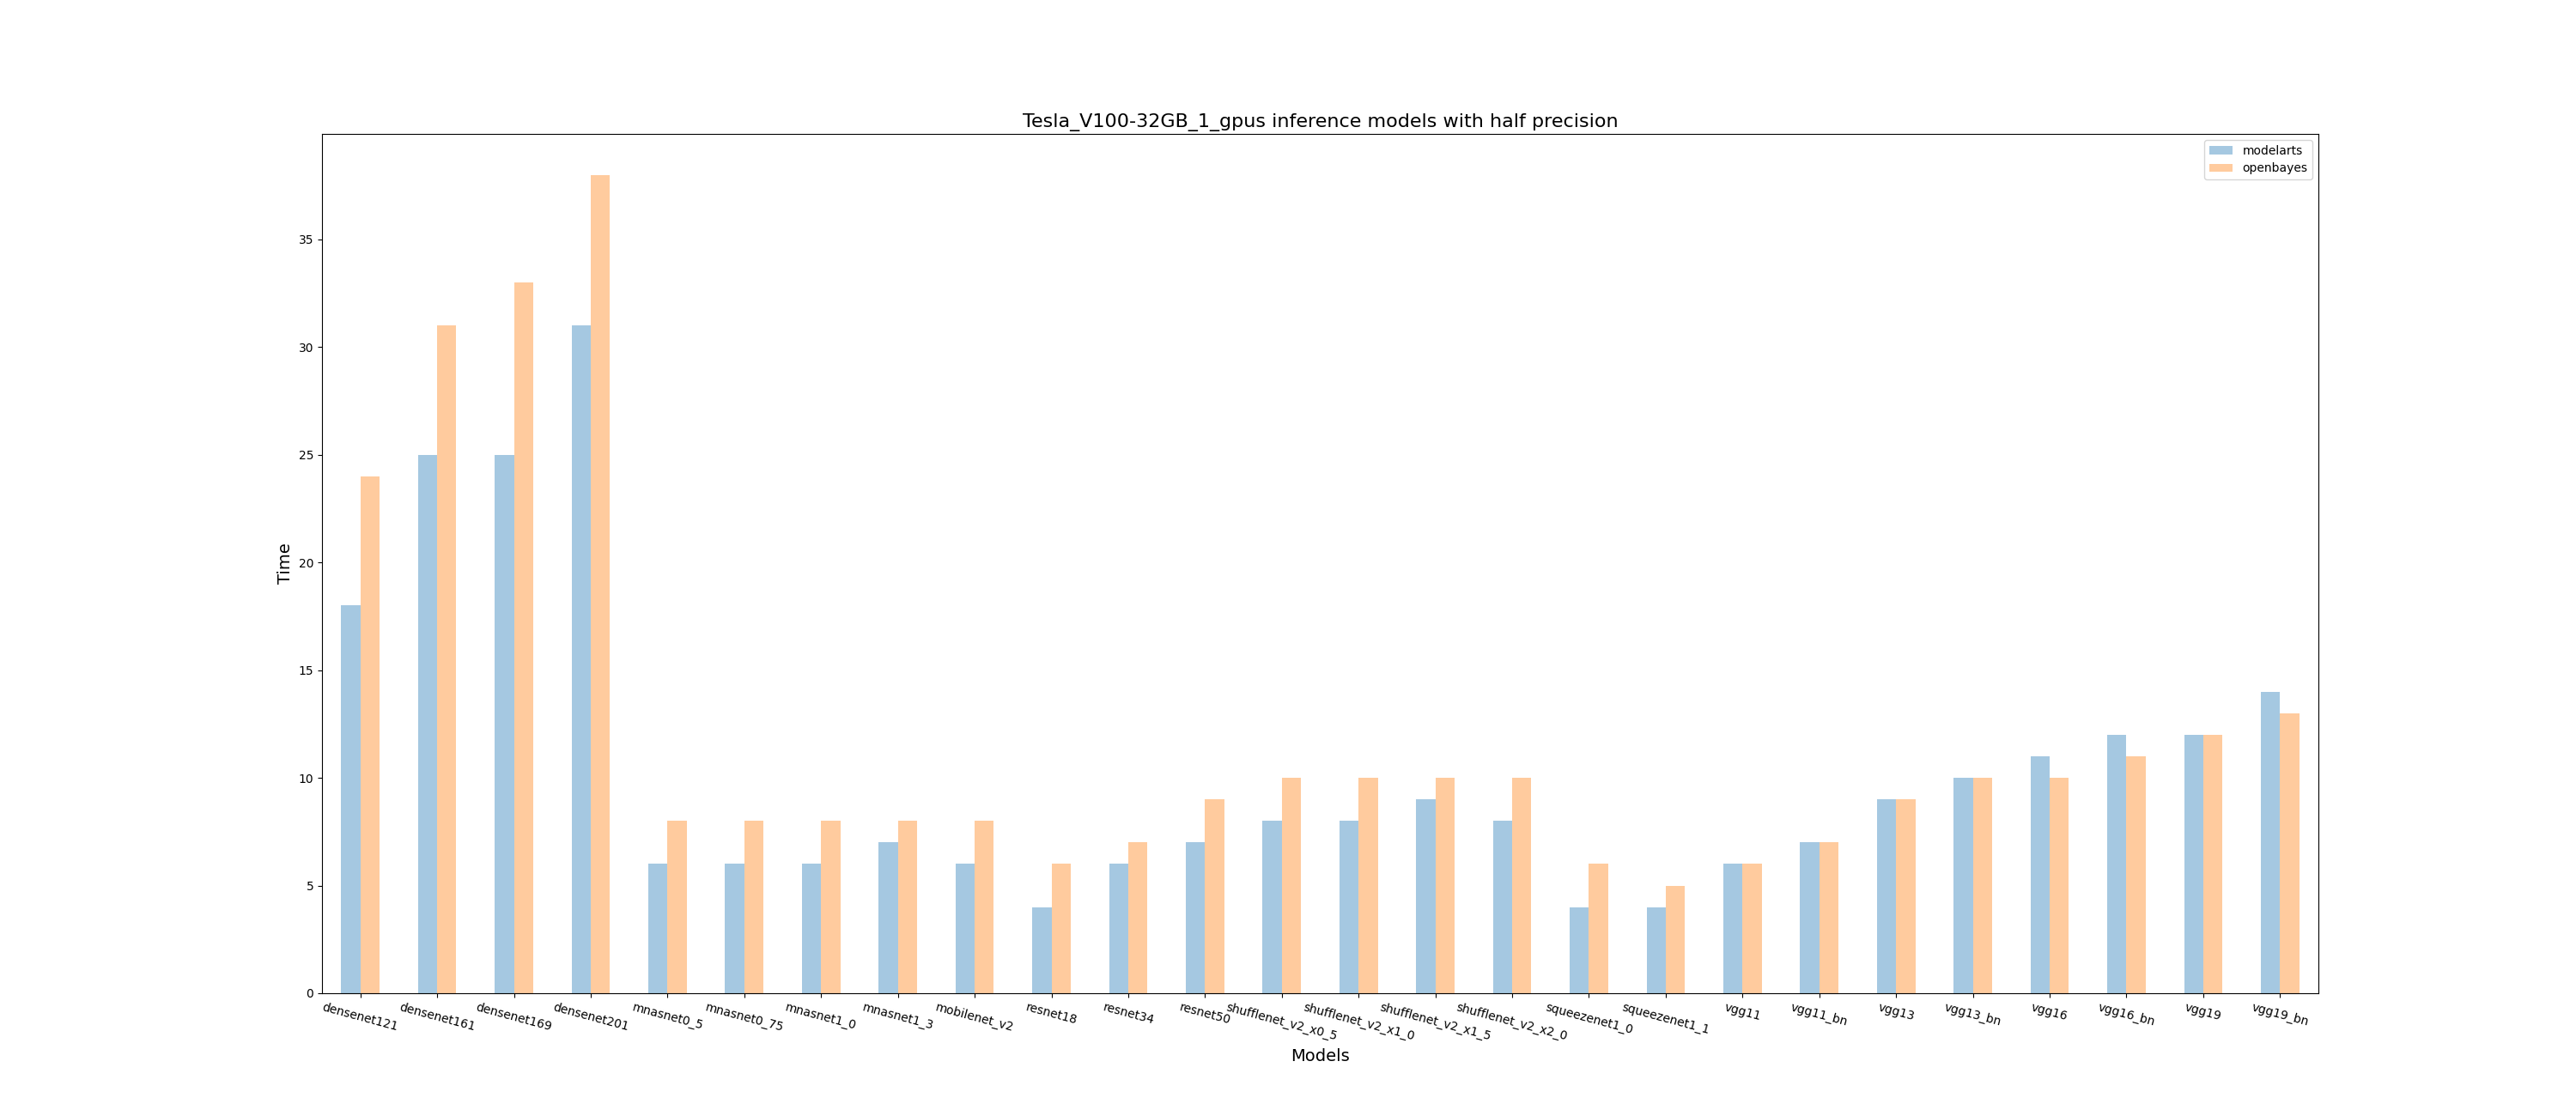 Tesla_V100-32GB_1_gpus inference models with half precision
modelarts
openbayes
35
30
25
20
15
10
5
0
Time
densenet121
densenet161
densenet169
densenet201
mnasnet0_5
mnasnet0_75
mnasnet1_0
mnasnet1_3
mobilenet_v2
resnet18
resnet34
resnet50
shufflenet_v2_x0_5
shufflenet_v2_x1_0
shufflenet_v2_x1_5
shufflenet_v2_x2_0
squeezenet1_0
squeezenet1_1
vgg11
vgg11_bn
vgg13
vgg13_bn
vgg16
vgg16_bn
vgg19
vgg19_bn
Models